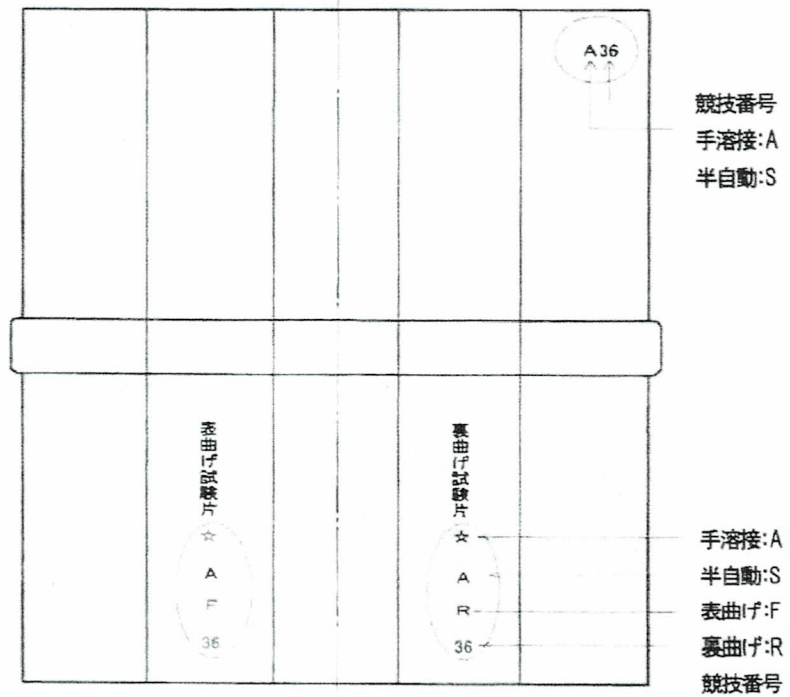 A36
競技番号
手溶接:A
半自動:S
表曲げ試験片
☆
A
F
36
裏曲げ試験片
☆
A
R
36
手溶接:A
半自動:S
表曲げ:F
裏曲げ:R
競技番号